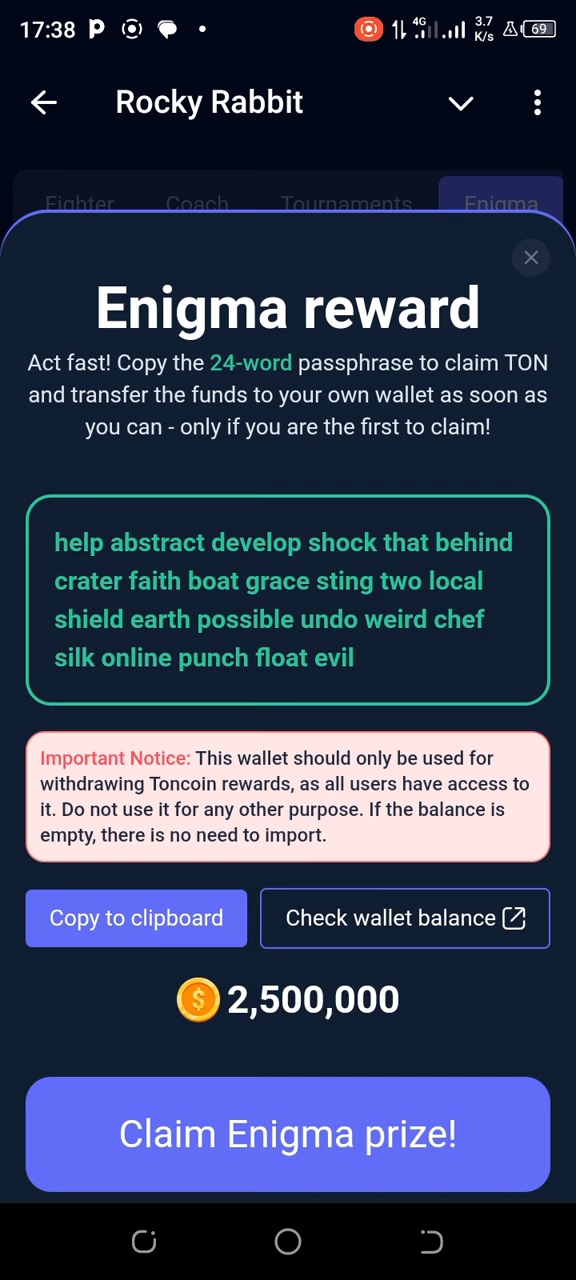 17:38
4G
3.7
K/s
69
Rocky Rabbit
Fighter Coach Tournaments Enigma
Enigma reward
Act fast! Copy the 24-word passphrase to claim TON
and transfer the funds to your own wallet as soon as
you can - only if you are the first to claim!
help abstract develop shock that behind
crater faith boat grace sting two local
shield earth possible undo weird chef
silk online punch float evil
Important Notice: This wallet should only be used for
withdrawing Toncoin rewards, as all users have access to
it. Do not use it for any other purpose. If the balance is
empty, there is no need to import.
Copy to clipboard
Check wallet balance
2,500,000
Claim Enigma prize!